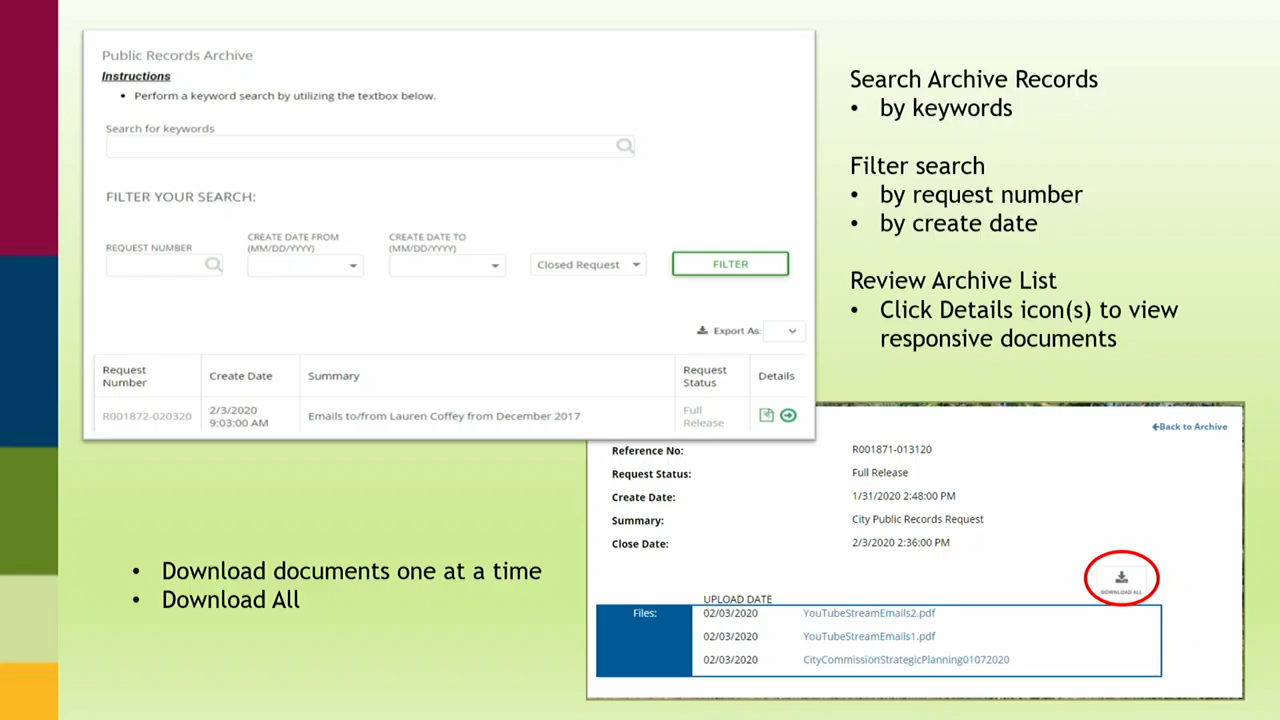 Public Records Archive
Instructions
• Perform a keyword search by utilizing the textbox below.
Search for keywords
FILTER YOUR SEARCH:
REQUEST NUMBER
CREATE DATE FROM
(MM/DD/YYYY)
CREATE DATE TO
(MM/DD/YYYY)
Closed Request
FILTER
Export As:
Request Number Create Date Summary Request Status Details
R001872-020320 2/3/2020 9:03:00 AM Emails to/from Lauren Coffey from December 2017 Full Release
Search Archive Records
• by keywords
Filter search
• by request number
• by create date
Review Archive List
• Click Details icon(s) to view
responsive documents
• Download documents one at a time
• Download All
Back to Archive
Reference No: R001871-013120
Request Status: Full Release
Create Date: 1/31/2020 2:48:00 PM
Summary: City Public Records Request
Close Date: 2/3/2020 2:36:00 PM
DOWNLOAD ALL
UPLOAD DATE
Files: 02/03/2020 YouTubeStreamEmails2.pdf
02/03/2020 YouTubeStreamEmails1.pdf
02/03/2020 CityCommissionStrategicPlanning01072020